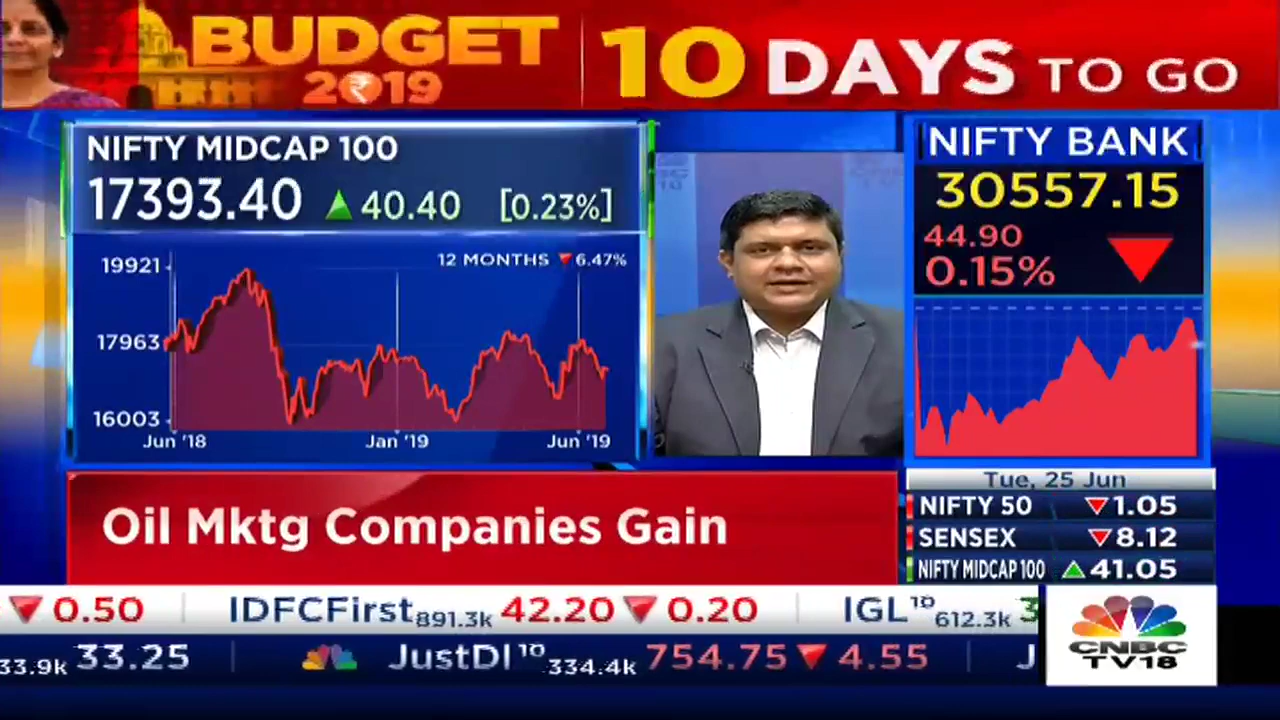 BUDGET
2019
10 DAYS TO GO
NIFTY MIDCAP 100
17393.40 ▲ 40.40 [0.23%]
12 MONTHS ▼ 6.47%
19921
17963
16003
Jun '18 Jan '19 Jun '19
NIFTY BANK
30557.15
44.90
0.15% ▼
Oil Mktg Companies Gain
Tue, 25 Jun
NIFTY 50 ▼ 1.05
SENSEX ▼ 8.12
NIFTY MIDCAP 100 ▲ 41.05
▼ 0.50 IDFCFirst 891.3k 42.20 ▼ 0.20 IGL 10 612.3k 3
33.9k 33.25 JustDl 10 334.4k 754.75 ▼ 4.55 J
CNBC
TV18